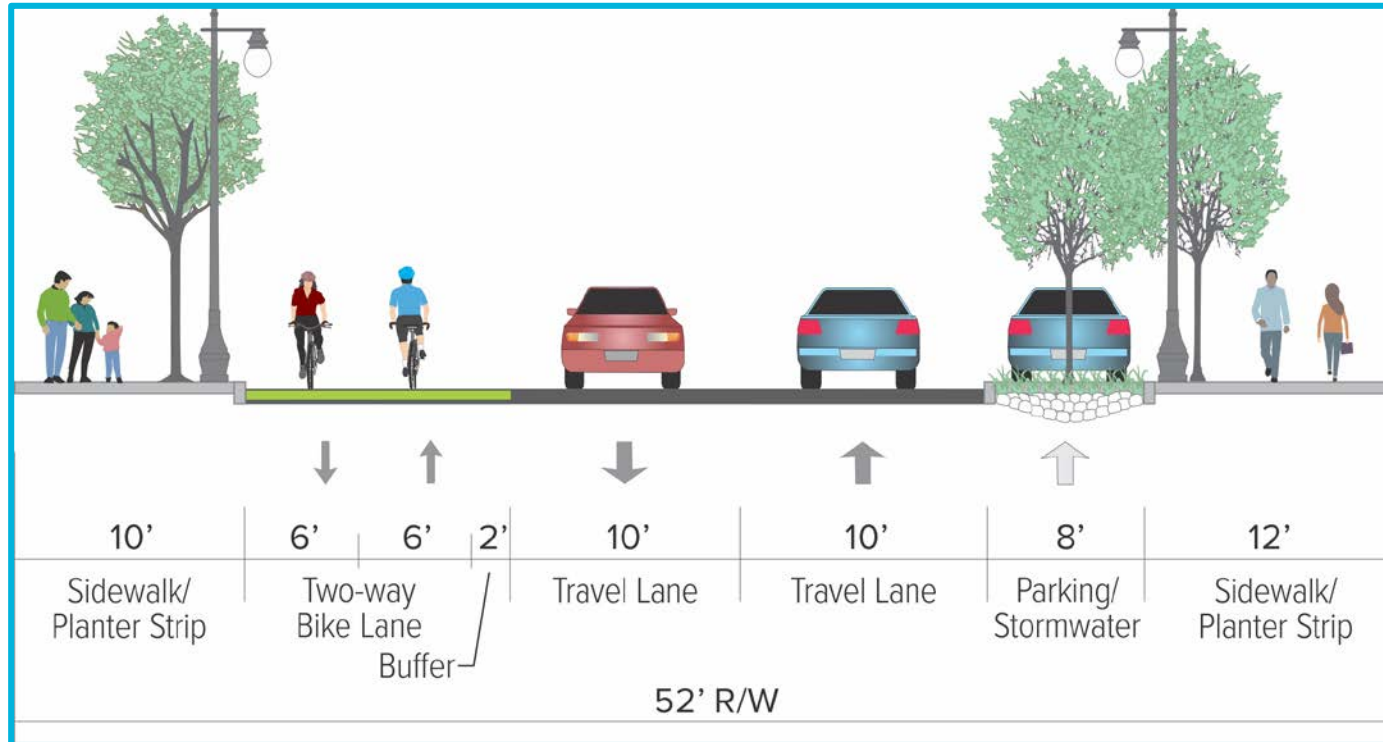 10’ 6’ 6’ 2’ 10’ 10’ 8’ 12’
Sidewalk/
Planter Strip
Two-way
Bike Lane
Buffer
Travel Lane
Travel Lane
Parking/
Stormwater
Sidewalk/
Planter Strip
52’ R/W